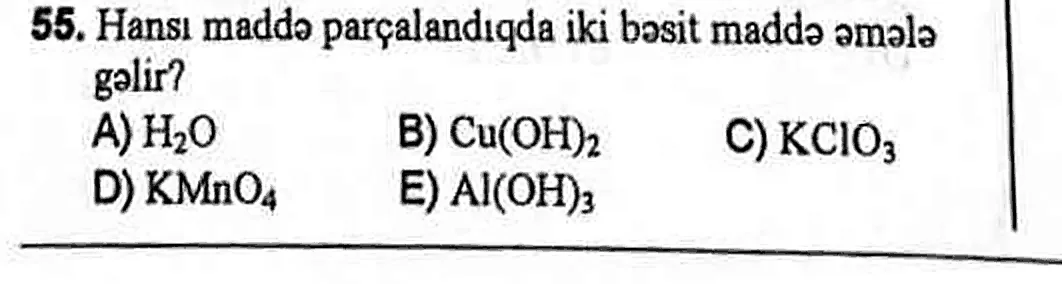 55. Hansı maddə parçalandıqda iki bəsit maddə əmələ
gəlir?
A) H₂O B) Cu(OH)₂ C) KClO₃
D) KMnO₄ E) Al(OH)₃